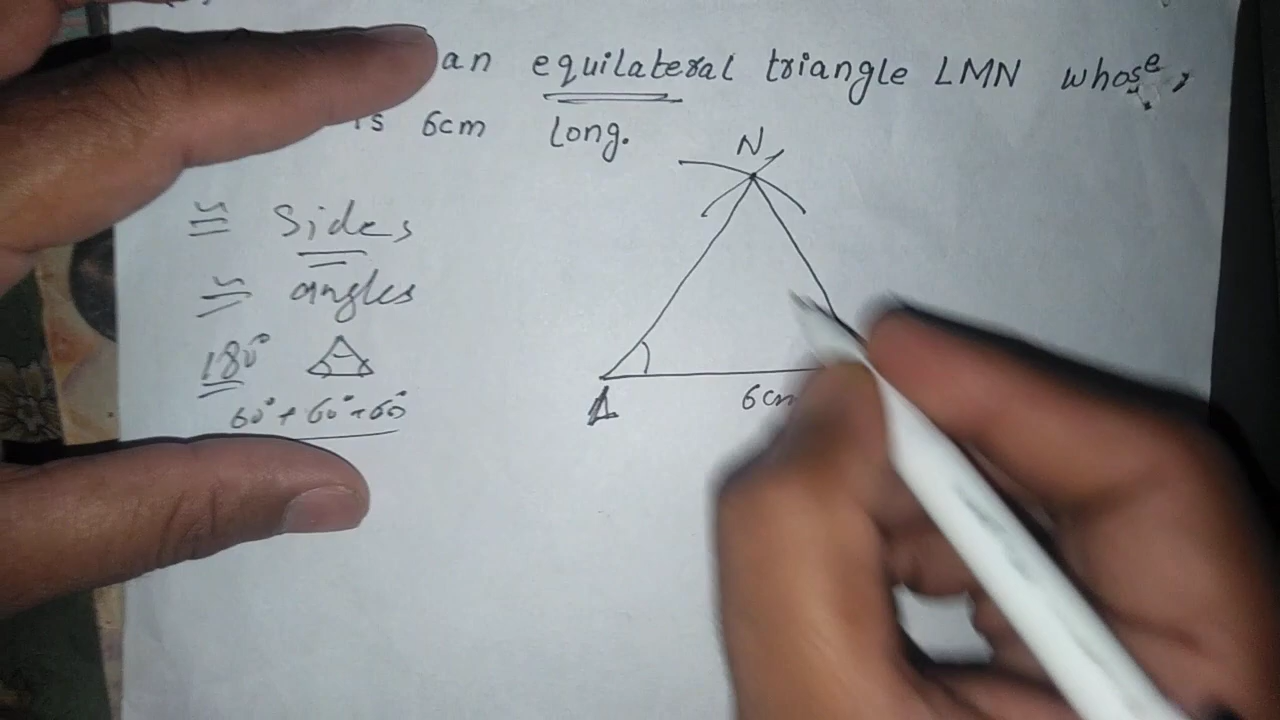 an equilateral triangle LMN whose,
is 6cm long.
N
≅ Sides
≅ angles
180°
60° + 60° + 60°
L
6cm